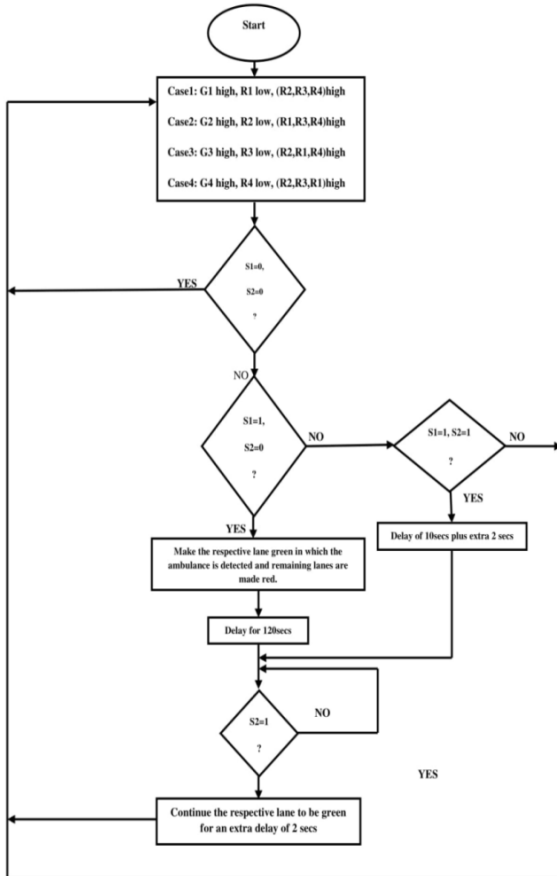 Start
Case1: G1 high, R1 low, (R2,R3,R4)high
Case2: G2 high, R2 low, (R1,R3,R4)high
Case3: G3 high, R3 low, (R2,R1,R4)high
Case4: G4 high, R4 low, (R2,R3,R1)high
S1=0,
S2=0
?
YES
NO
S1=1,
S2=0
?
NO
S1=1, S2=1
?
NO
YES
YES
Delay of 10secs plus extra 2 secs
Make the respective lane green in which the
ambulance is detected and remaining lanes are
made red.
Delay for 120secs
S2=1
?
NO
YES
Continue the respective lane to be green
for an extra delay of 2 secs